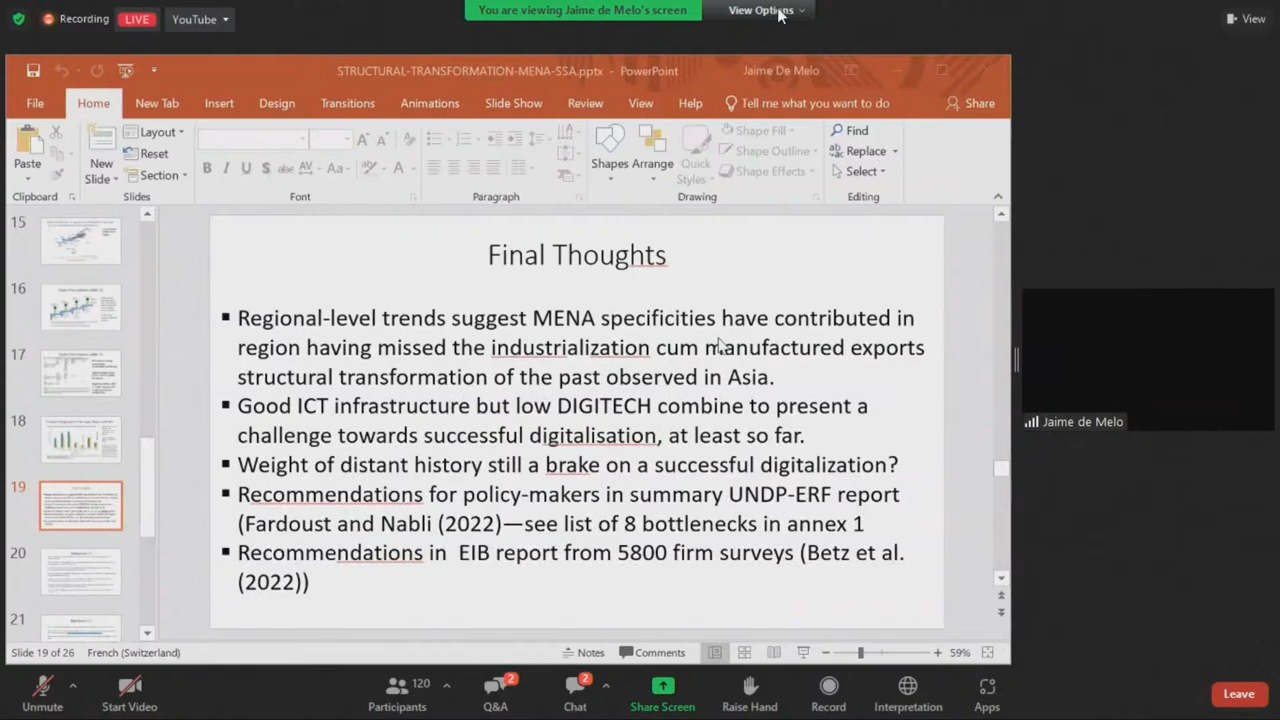 Recording LIVE YouTube
You are viewing Jaime de Melo's screen View Options
View
STRUCTURAL-TRANSFORMATION-MENA-SSA.pptx - PowerPoint Jaime De Melo
File Home New Tab Insert Design Transitions Animations Slide Show Review View Help Tell me what you want to do Share
Paste
Clipboard
New
Slide
Layout
Reset
Section
Slides
B I U S abc AV Aa A
Font
Paragraph
Shapes Arrange Quick
Styles
Shape Fill
Shape Outline
Shape Effects
Drawing
Find
Replace
Select
Editing
15
16
17
18
19
20
21
Final Thoughts
▪ Regional-level trends suggest MENA specificities have contributed in
region having missed the industrialization cum manufactured exports
structural transformation of the past observed in Asia.
▪ Good ICT infrastructure but low DIGITECH combine to present a
challenge towards successful digitalisation, at least so far.
▪ Weight of distant history still a brake on a successful digitalization?
▪ Recommendations for policy-makers in summary UNDP-ERF report
(Fardoust and Nabli (2022)—see list of 8 bottlenecks in annex 1
▪ Recommendations in EIB report from 5800 firm surveys (Betz et al.
(2022))
Jaime de Melo
Slide 19 of 26 French (Switzerland) Notes Comments 59%
Unmute Start Video Participants 120 Q&A 2 Chat 2 Share Screen Raise Hand Record Interpretation Apps Leave